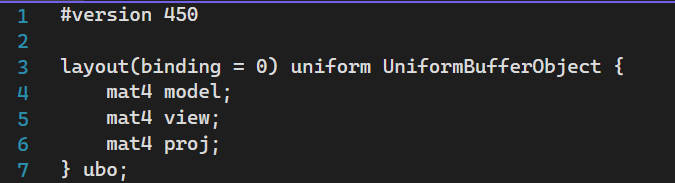 1 #version 450
2
3 layout(binding = 0) uniform UniformBufferObject {
4     mat4 model;
5     mat4 view;
6     mat4 proj;
7 } ubo;